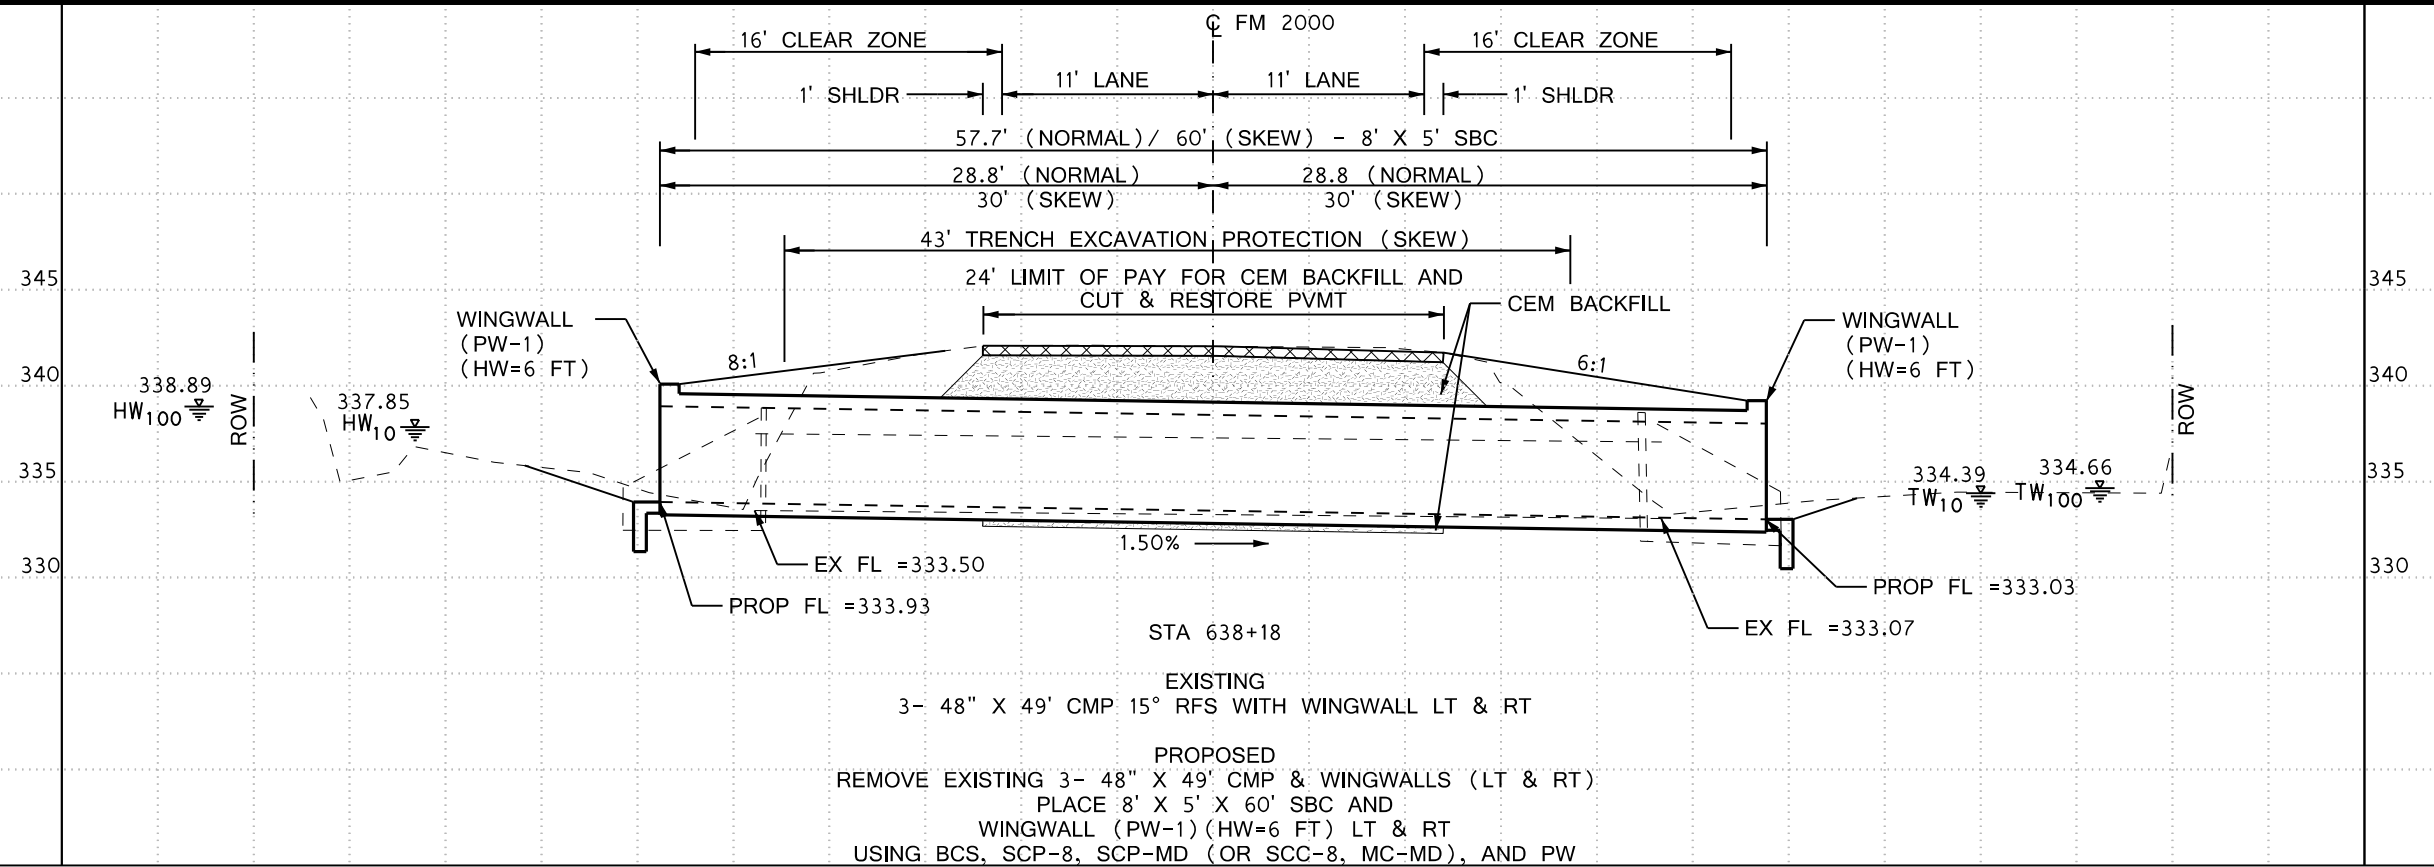 ℄ FM 2000
16' CLEAR ZONE
16' CLEAR ZONE
11' LANE
11' LANE
1' SHLDR
1' SHLDR
57.7' (NORMAL)/ 60' (SKEW) - 8' X 5' SBC
28.8' (NORMAL)
28.8 (NORMAL)
30' (SKEW)
30' (SKEW)
43' TRENCH EXCAVATION PROTECTION (SKEW)
345
24' LIMIT OF PAY FOR CEM BACKFILL AND
345
CUT & RESTORE PVMT
CEM BACKFILL
WINGWALL
(PW-1)
(HW=6 FT)
WINGWALL
(PW-1)
(HW=6 FT)
8:1
6:1
340
340
338.89
HW100
ROW
337.85
HW10
ROW
335
335
334.39
TW10
334.66
TW100
1.50%
330
330
EX FL =333.50
PROP FL =333.93
PROP FL =333.03
EX FL =333.07
STA 638+18
EXISTING
3- 48" X 49' CMP 15° RFS WITH WINGWALL LT & RT
PROPOSED
REMOVE EXISTING 3- 48" X 49' CMP & WINGWALLS (LT & RT)
PLACE 8' X 5' X 60' SBC AND
WINGWALL (PW-1)(HW=6 FT) LT & RT
USING BCS, SCP-8, SCP-MD (OR SCC-8, MC-MD), AND PW